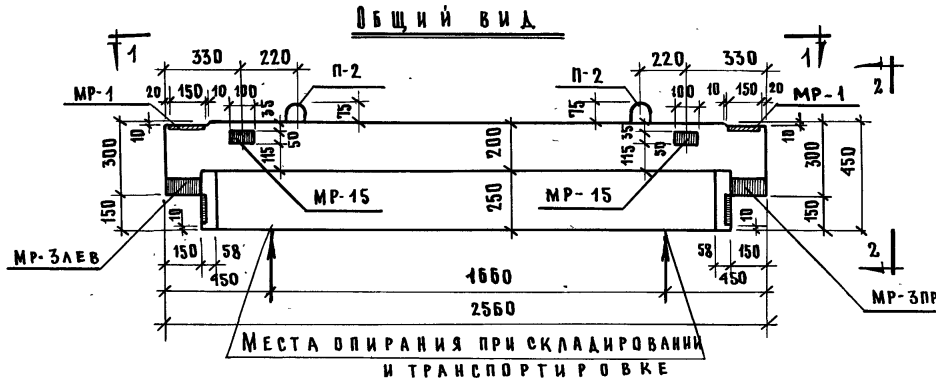 ОБЩИЙ ВИД
1 1
330 220 П-2 П-2 220 330
2
МР-1 20 150 10 100 35 75 75 100 10 150 20 МР-1
10 35 10
300 115 50 200 115 50 300 450
МР-15 МР-15
150 10 250 10 150
2
МР-3ЛЕВ 150 58 58 150
450 450
1660 МР-3ПР
2560
МЕСТА ОПИРАНИЯ ПРИ СКЛАДИРОВАНИИ
И ТРАНСПОРТИРОВКЕ